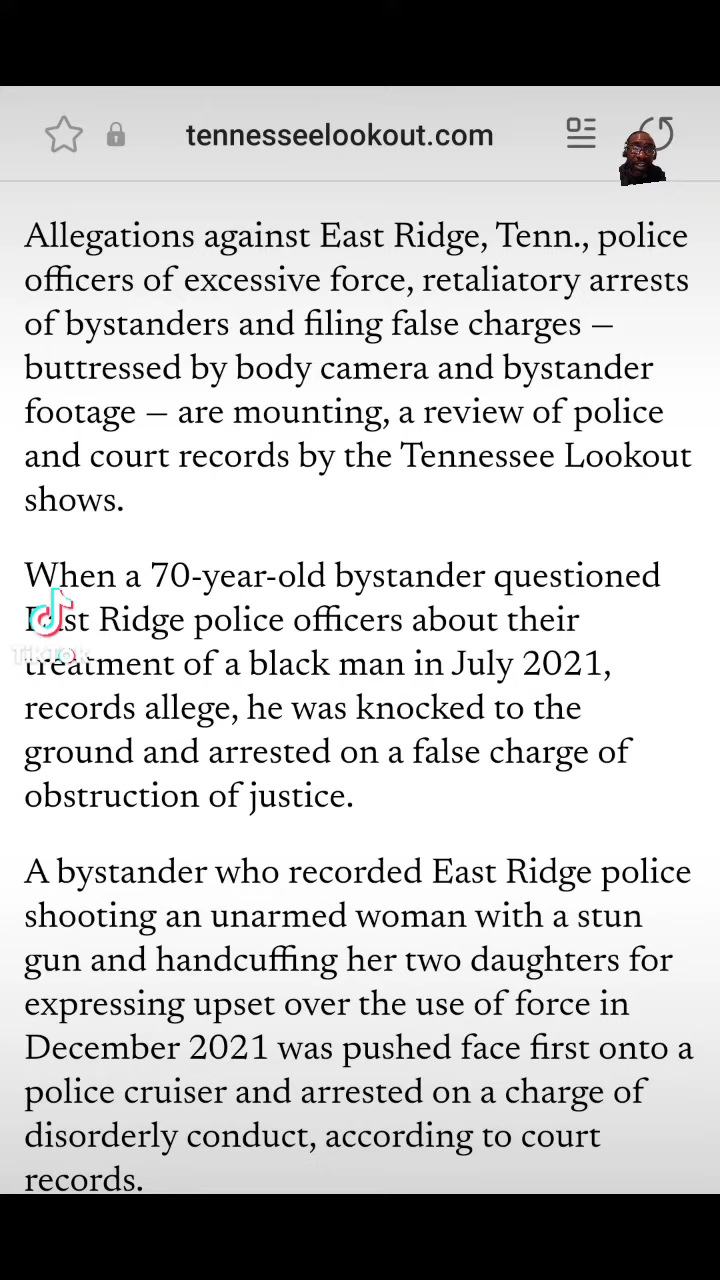 tennesseelookout.com
Allegations against East Ridge, Tenn., police
officers of excessive force, retaliatory arrests
of bystanders and filing false charges –
buttressed by body camera and bystander
footage – are mounting, a review of police
and court records by the Tennessee Lookout
shows.
When a 70-year-old bystander questioned
East Ridge police officers about their
TikTok
treatment of a black man in July 2021,
records allege, he was knocked to the
ground and arrested on a false charge of
obstruction of justice.
A bystander who recorded East Ridge police
shooting an unarmed woman with a stun
gun and handcuffing her two daughters for
expressing upset over the use of force in
December 2021 was pushed face first onto a
police cruiser and arrested on a charge of
disorderly conduct, according to court
records.